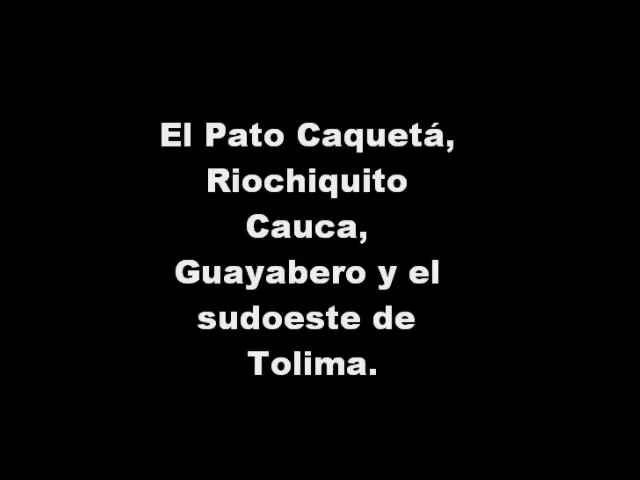 El Pato Caquetá,
Riochiquito
Cauca,
Guayabero y el
sudoeste de
Tolima.